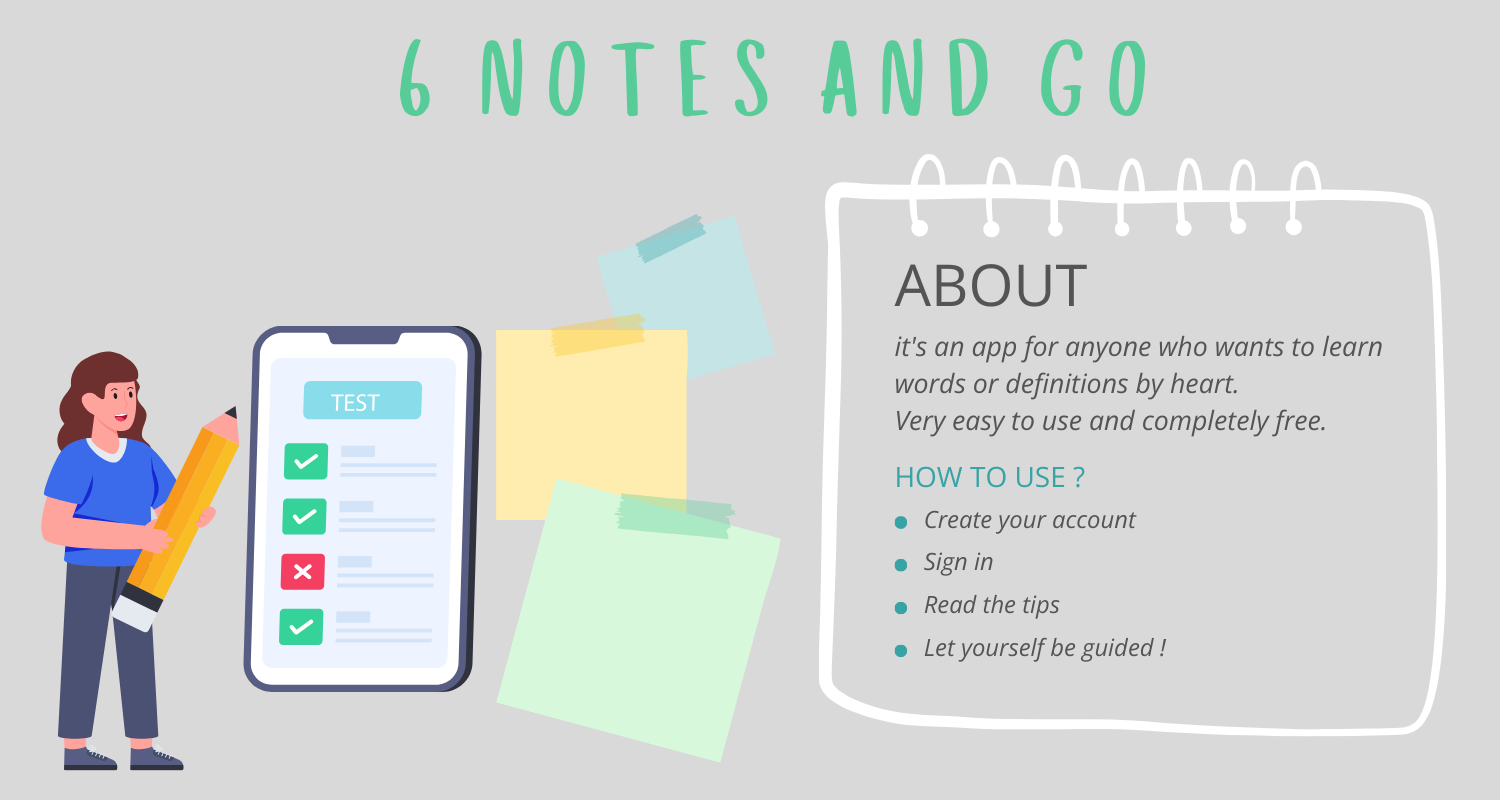 6 NOTES AND GO
TEST
ABOUT
it's an app for anyone who wants to learn
words or definitions by heart.
Very easy to use and completely free.
HOW TO USE ?
Create your account
Sign in
Read the tips
Let yourself be guided !